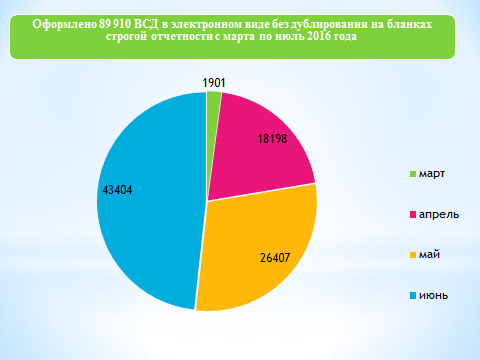 Оформлено 89 910 ВСД в электронном виде без дублирования на бланках
строгой отчетности с марта по июль 2016 года
1901
18198
43404
26407
март
апрель
май
июнь